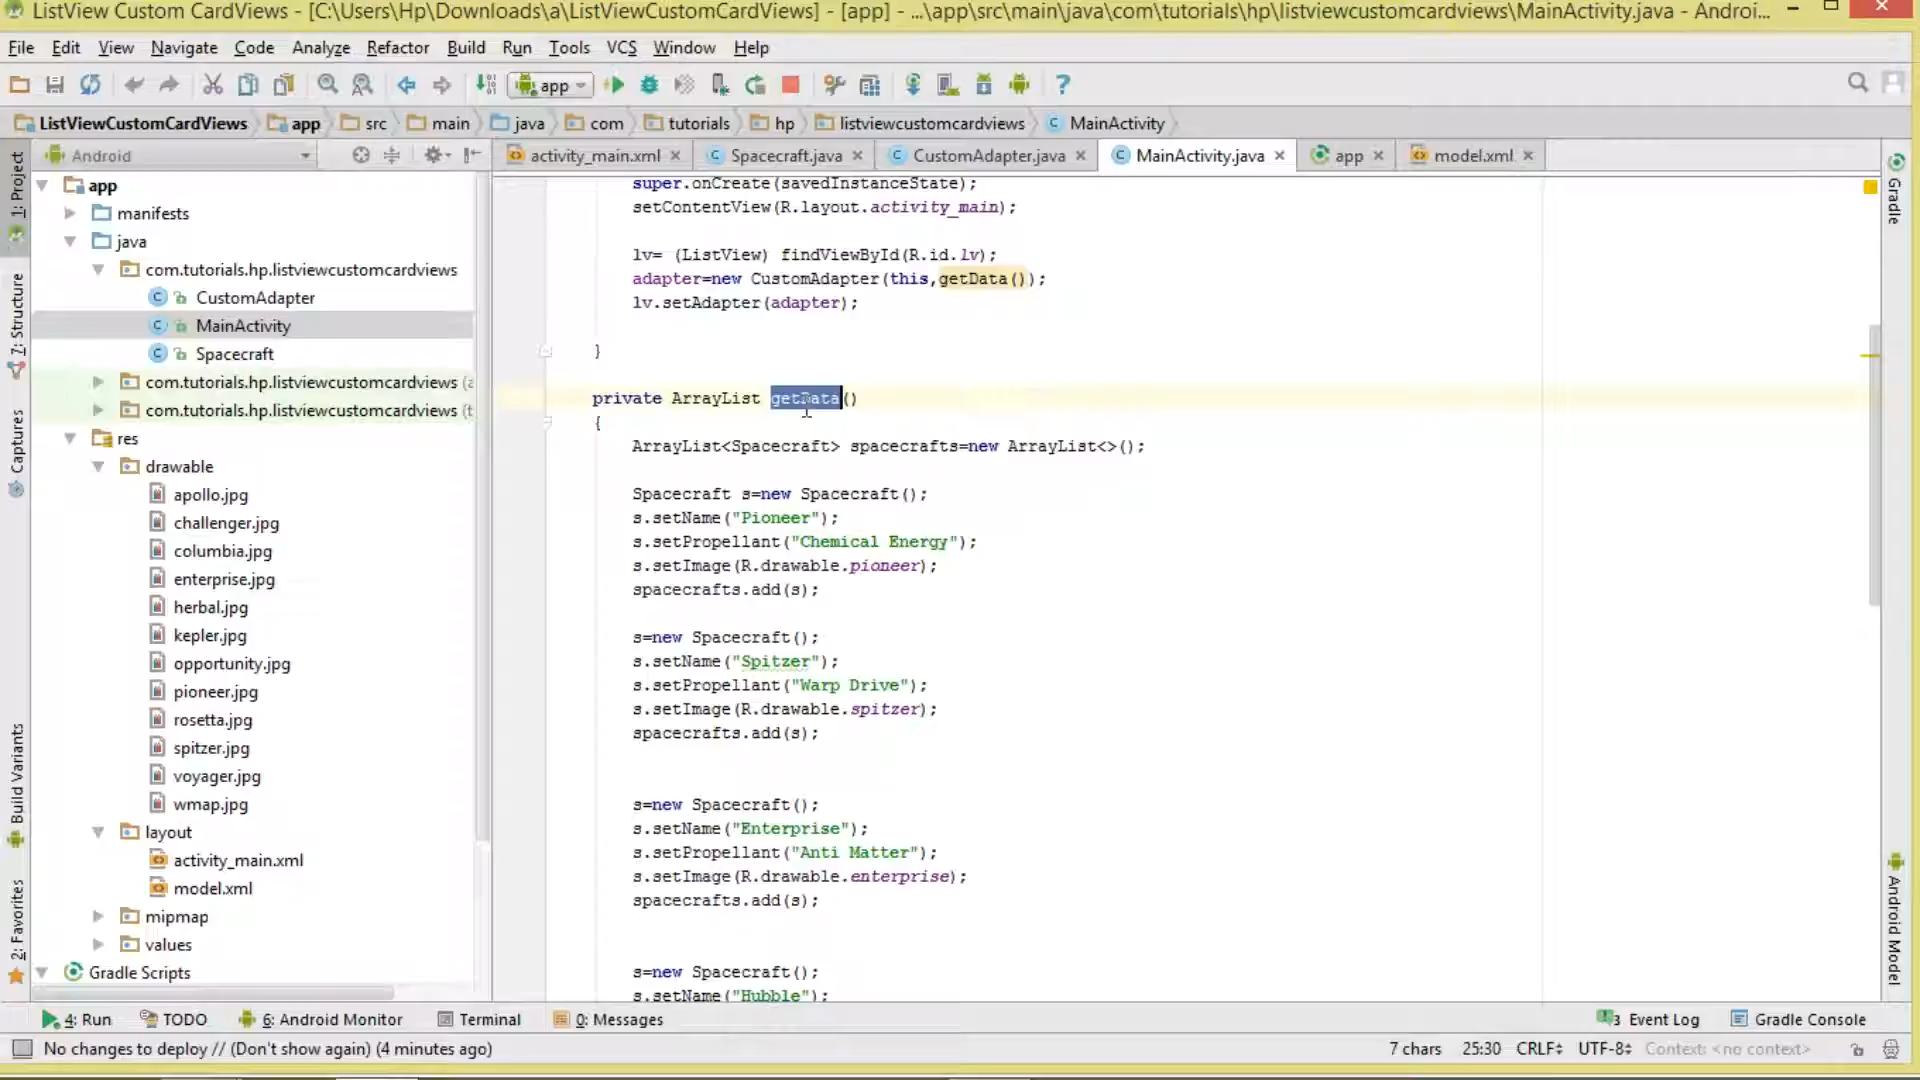 ListView Custom CardViews - [C:\Users\Hp\Downloads\a\ListViewCustomCardViews] - [app] - ...\app\src\main\java\com\tutorials\hp\listviewcustomcardviews\MainActivity.java - Androi...
File Edit View Navigate Code Analyze Refactor Build Run Tools VCS Window Help
app
ListViewCustomCardViews app src main java com tutorials hp listviewcustomcardviews MainActivity
Android
activity_main.xml Spacecraft.java CustomAdapter.java MainActivity.java app model.xml
1: Project
7: Structure
Captures
Build Variants
2: Favorites
app
manifests
java
com.tutorials.hp.listviewcustomcardviews
CustomAdapter
MainActivity
Spacecraft
com.tutorials.hp.listviewcustomcardviews (a
com.tutorials.hp.listviewcustomcardviews (t
res
drawable
apollo.jpg
challenger.jpg
columbia.jpg
enterprise.jpg
herbal.jpg
kepler.jpg
opportunity.jpg
pioneer.jpg
rosetta.jpg
spitzer.jpg
voyager.jpg
wmap.jpg
layout
activity_main.xml
model.xml
mipmap
values
Gradle Scripts
super.onCreate(savedInstanceState);
setContentView(R.layout.activity_main);
lv= (ListView) findViewById(R.id.lv);
adapter=new CustomAdapter(this,getData());
lv.setAdapter(adapter);
}
private ArrayList getData()
{
ArrayList<Spacecraft> spacecrafts=new ArrayList<>();
Spacecraft s=new Spacecraft();
s.setName("Pioneer");
s.setPropellant("Chemical Energy");
s.setImage(R.drawable.pioneer);
spacecrafts.add(s);
s=new Spacecraft();
s.setName("Spitzer");
s.setPropellant("Warp Drive");
s.setImage(R.drawable.spitzer);
spacecrafts.add(s);
s=new Spacecraft();
s.setName("Enterprise");
s.setPropellant("Anti Matter");
s.setImage(R.drawable.enterprise);
spacecrafts.add(s);
s=new Spacecraft();
s.setName("Hubble");
Gradle
Android Model
4: Run TODO 6: Android Monitor Terminal 0: Messages 3 Event Log Gradle Console
No changes to deploy // (Don't show again) (4 minutes ago) 7 chars 25:30 CRLF UTF-8 Context: <no context>